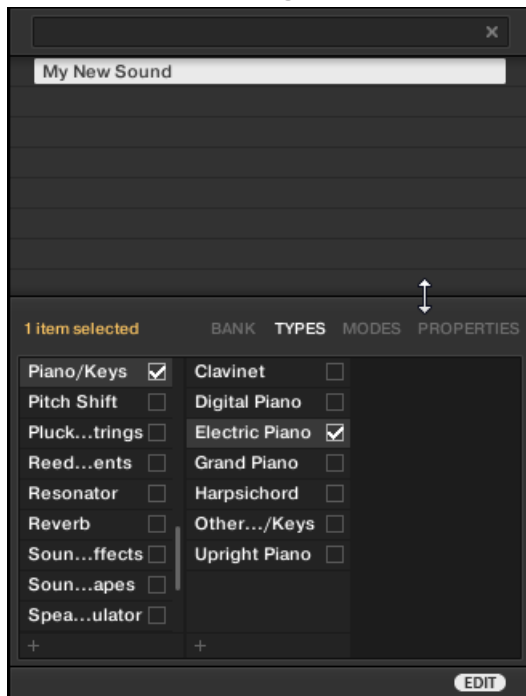 My New Sound
1 item selected BANK TYPES MODES PROPERTIES
Piano/Keys Clavinet
Pitch Shift Digital Piano
Pluck...trings Electric Piano
Reed...ents Grand Piano
Resonator Harpsichord
Reverb Other.../Keys
Soun...ffects Upright Piano
Soun...apes
Spea...ulator
+ +
EDIT